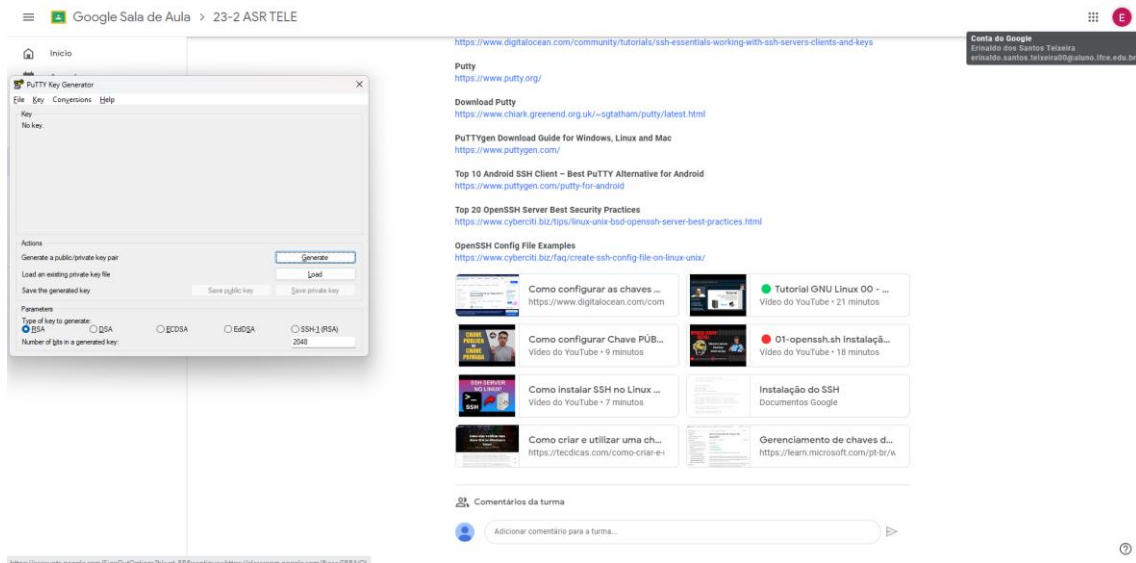 Google Sala de Aula > 23-2 ASR TELE
E
Conta do Google
Erinaldo dos Santos Teixeira
erinaldo.santos.teixeira00@aluno.ifce.edu.br
Início
PuTTY Key Generator
File Key Conversions Help
Key
No key.
Actions
Generate a public/private key pair
Generate
Load an existing private key file
Load
Save the generated key
Save public key
Save private key
Parameters
Type of key to generate:
RSA DSA ECDSA EdDSA SSH-1 (RSA)
Number of bits in a generated key:
2048
https://www.digitalocean.com/community/tutorials/ssh-essentials-working-with-ssh-servers-clients-and-keys
Putty
https://www.putty.org/
Download Putty
https://www.chiark.greenend.org.uk/~sgtatham/putty/latest.html
PuTTYgen Download Guide for Windows, Linux and Mac
https://www.puttygen.com/
Top 10 Android SSH Client – Best PuTTY Alternative for Android
https://www.puttygen.com/putty-for-android
Top 20 OpenSSH Server Best Security Practices
https://www.cyberciti.biz/tips/linux-unix-bsd-openssh-server-best-practices.html
OpenSSH Config File Examples
https://www.cyberciti.biz/faq/create-ssh-config-file-on-linux-unix/
Como configurar as chaves ...
https://www.digitalocean.com/com
Tutorial GNU Linux 00 - ...
Vídeo do YouTube • 21 minutos
CHAVE PÚBLICA
CHAVE PRIVADA
Como configurar Chave PÚB...
Vídeo do YouTube • 9 minutos
01-openssh.sh Instalaçã...
Vídeo do YouTube • 18 minutos
SSH SERVER
NO LINUX!
SSH
Como instalar SSH no Linux ...
Vídeo do YouTube • 7 minutos
Instalação do SSH
Documentos Google
Como criar e utilizar uma ch...
https://tecdicas.com/como-criar-e-
Gerenciamento de chaves d...
https://learn.microsoft.com/pt-br/w
Comentários da turma
Adicionar comentário para a turma...